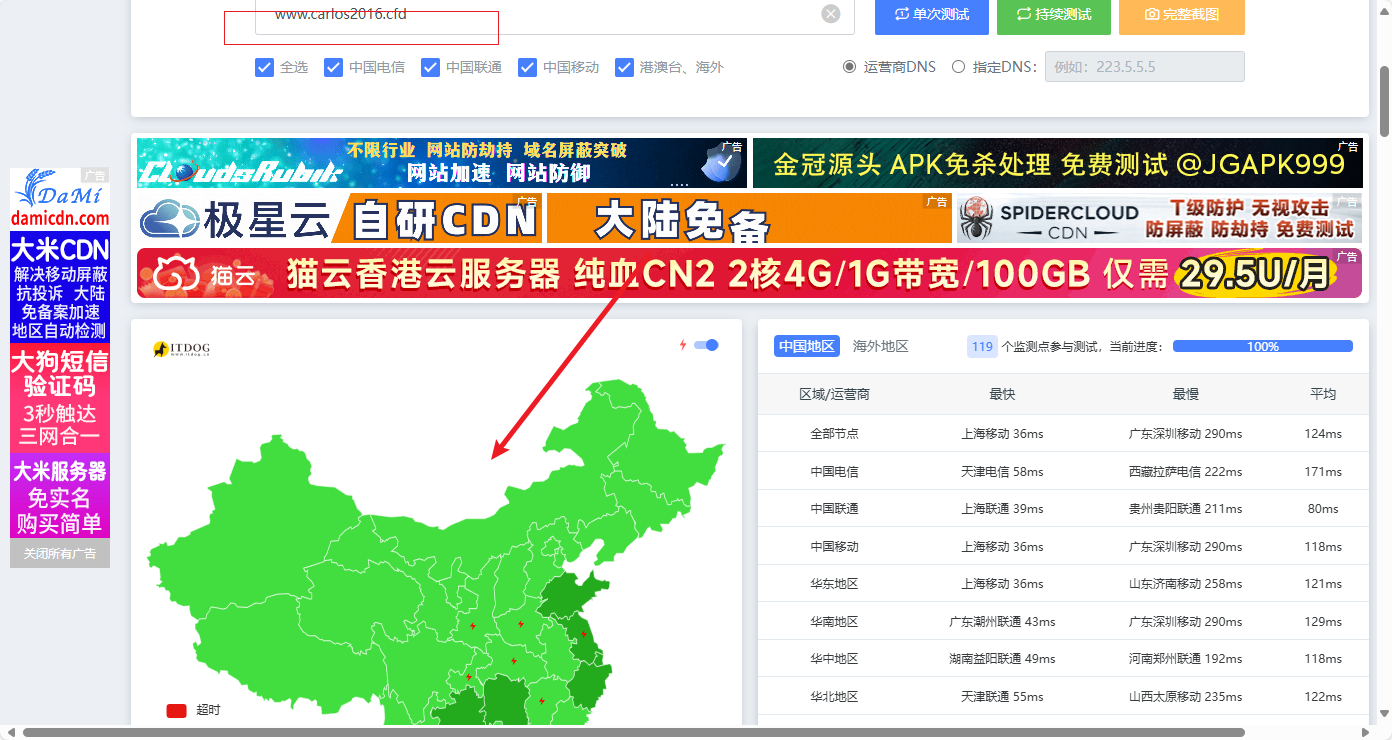 www.carlos2016.cfd
单次测试
持续测试
完整截图
全选 中国电信 中国联通 中国移动 港澳台、海外
运营商DNS 指定DNS: 例如：223.5.5.5
CloudsRubik
不限行业 网站防劫持 域名屏蔽突破
网站加速 网站防御
广告
金冠源头 APK免杀处理 免费测试 @JGAPK999
广告
极星云 自研CDN
广告
大陆免备
广告
SPIDERCLOUD
CDN
T级防护 无视攻击
防屏蔽 防劫持 免费测试
广告
猫云 猫云香港云服务器 纯血CN2 2核4G/1G带宽/100GB 仅需 29.5U/月
广告
广告
DaMi
damicdn.com
大米CDN
解决移动屏蔽
抗投诉 大陆
免备案加速
地区自动检测
大狗短信
验证码
3秒触达
三网合一
大米服务器
免实名
购买简单
关闭所有广告
ITDOG
www.itdog.cn
超时
中国地区 海外地区 119 个监测点参与测试，当前进度： 100%
区域/运营商 最快 最慢 平均
全部节点 上海移动 36ms 广东深圳移动 290ms 124ms
中国电信 天津电信 58ms 西藏拉萨电信 222ms 171ms
中国联通 上海联通 39ms 贵州贵阳联通 211ms 80ms
中国移动 上海移动 36ms 广东深圳移动 290ms 118ms
华东地区 上海移动 36ms 山东济南移动 258ms 121ms
华南地区 广东潮州联通 43ms 广东深圳移动 290ms 129ms
华中地区 湖南益阳联通 49ms 河南郑州联通 192ms 118ms
华北地区 天津联通 55ms 山西太原移动 235ms 122ms